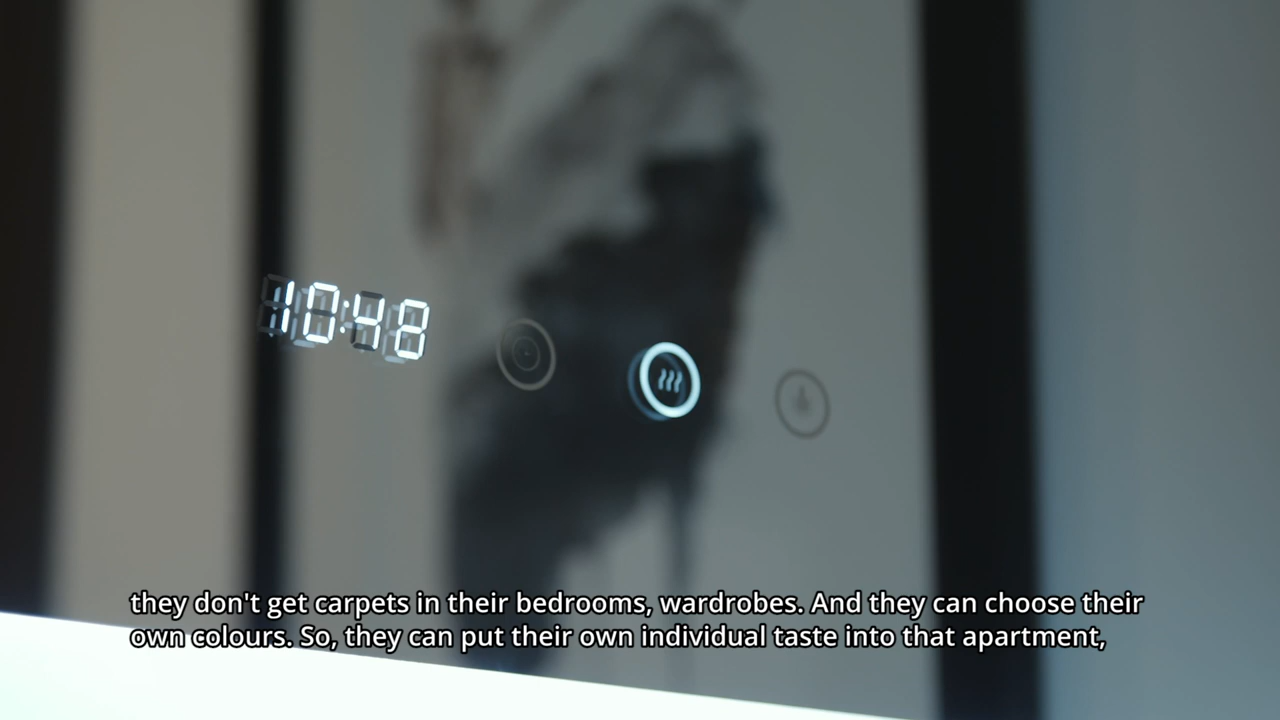 10:42
they don't get carpets in their bedrooms, wardrobes. And they can choose their
own colours. So, they can put their own individual taste into that apartment,